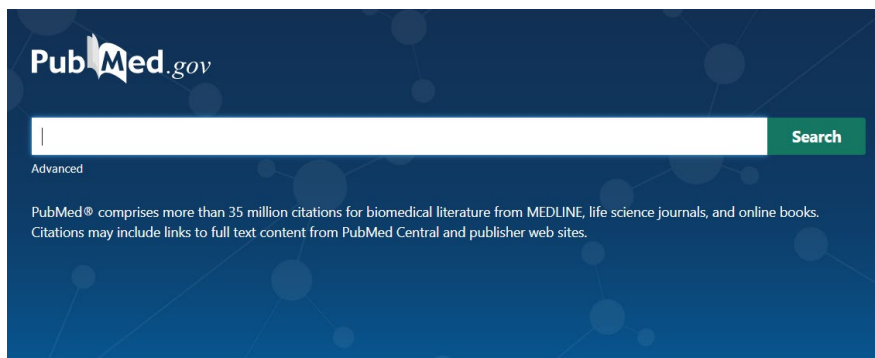 PubMed.gov
Search
Advanced
PubMed® comprises more than 35 million citations for biomedical literature from MEDLINE, life science journals, and online books.
Citations may include links to full text content from PubMed Central and publisher web sites.